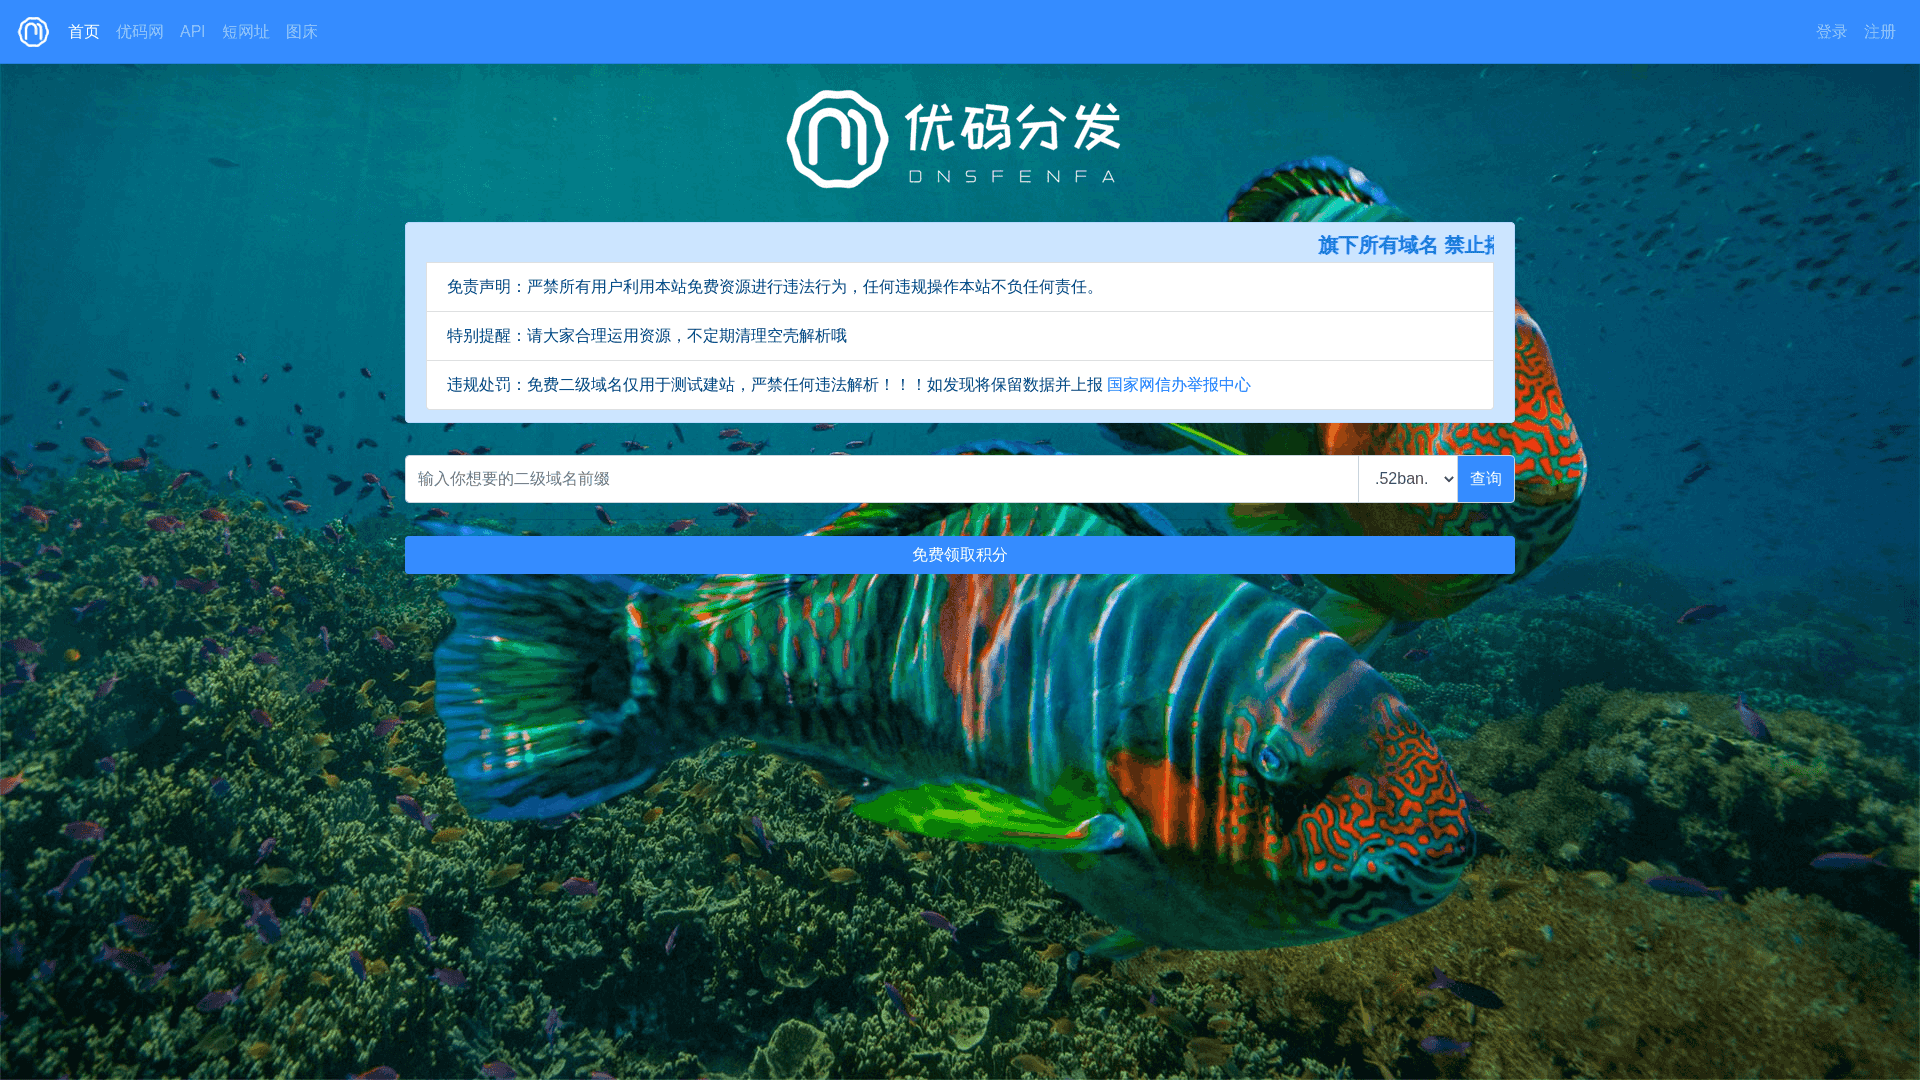 首页 优码网 API 短网址 图床 登录 注册
优码分发
DNSFENFA
旗下所有域名 禁止
免责声明：严禁所有用户利用本站免费资源进行违法行为，任何违规操作本站不负任何责任。
特别提醒：请大家合理运用资源，不定期清理空壳解析哦
违规处罚：免费二级域名仅用于测试建站，严禁任何违法解析！！！如发现将保留数据并上报 国家网信办举报中心
输入你想要的二级域名前缀 .52ban. 查询
免费领取积分